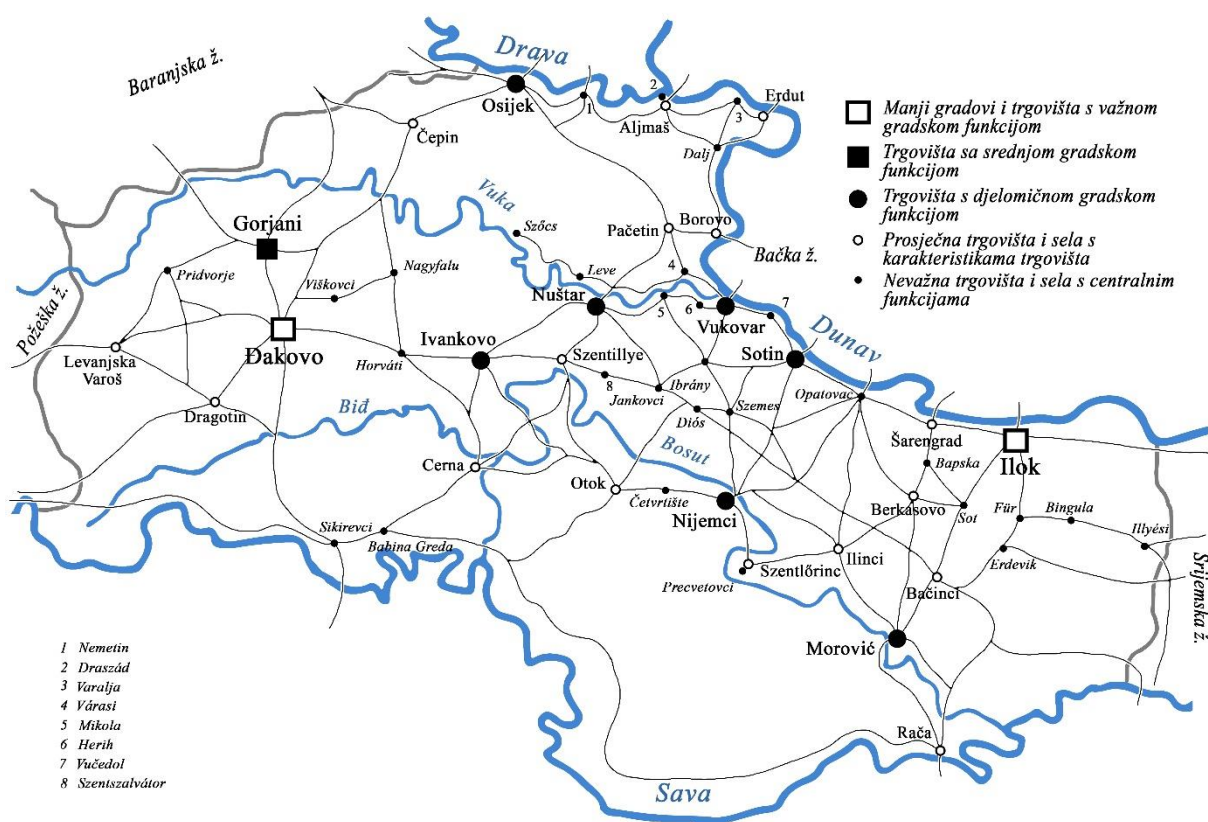 Drava
Baranjska ž.
Osijek
1
2
Aljmaš
3
Erdut
Čepin
Dalj
Vuka
Szőcs
Pačetin
Borovo
Bačka ž.
Gorjani
Pridvorje
Viškovci
Nagyfalu
Leve
4
Nuštar
5
6
Vukovar
7
Požeška ž.
Levanjska
Varoš
Đakovo
Horváti
Ivankovo
Szentillye
8
Jankovci
Ibrány
Sotin
Dunav
Opatovac
Dragotin
Biđ
Diós
Szemes
Šarengrad
Ilok
Cerna
Bosut
Otok
Četvrtište
Nijemci
Bapska
Berkasovo
Sot
Für
Bingula
Illyési
Erdevik
Sikirevci
Babina Greda
Precvetovci
Szentlőrinc
Ilinci
Bačinci
Srijemska ž.
Morović
Rača
Sava
Manji gradovi i trgovišta s važnom
gradskom funkcijom
Trgovišta sa srednjom gradskom
funkcijom
Trgovišta s djelomičnom gradskom
funkcijom
Prosječna trgovišta i sela s
karakteristikama trgovišta
Nevažna trgovišta i sela s centralnim
funkcijama
1 Nemetin
2 Draszád
3 Varalja
4 Várasi
5 Mikola
6 Herih
7 Vučedol
8 Szentszalvátor